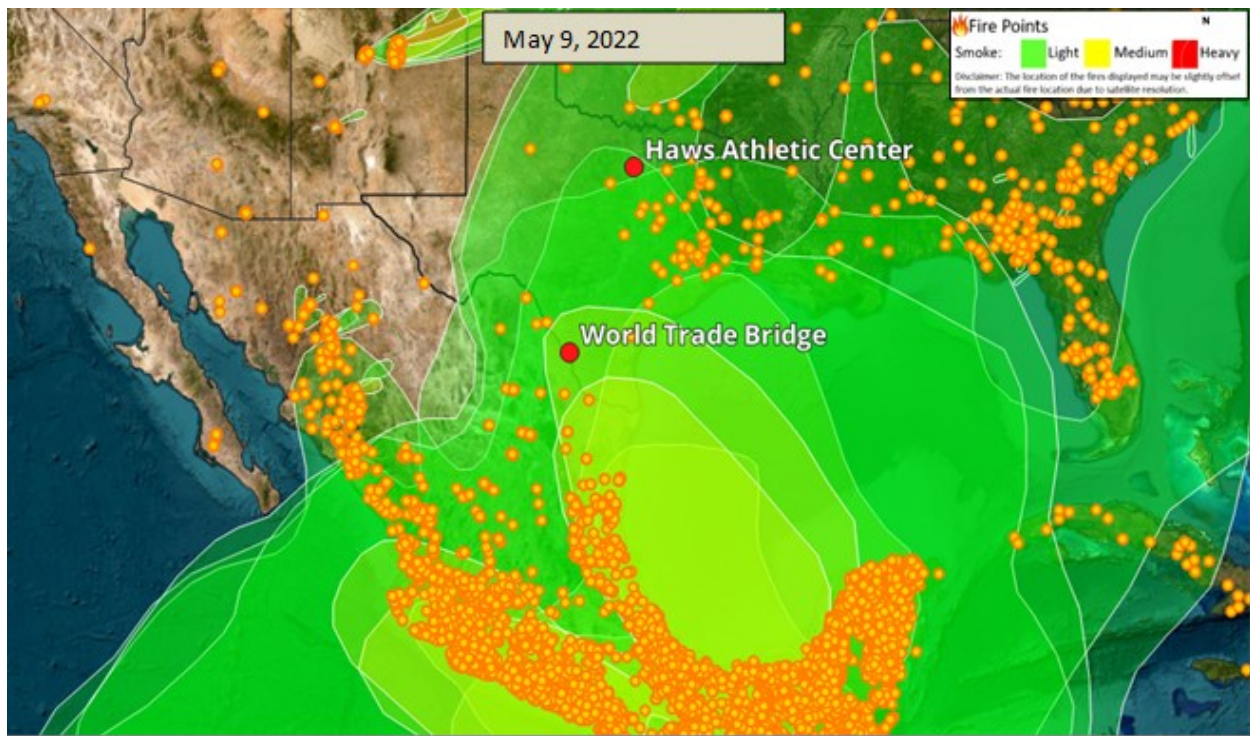 May 9, 2022
N
Fire Points
Smoke: Light Medium Heavy
Disclaimer: The location of the fires displayed may be slightly offset
from the actual fire location due to satellite resolution.
Haws Athletic Center
World Trade Bridge